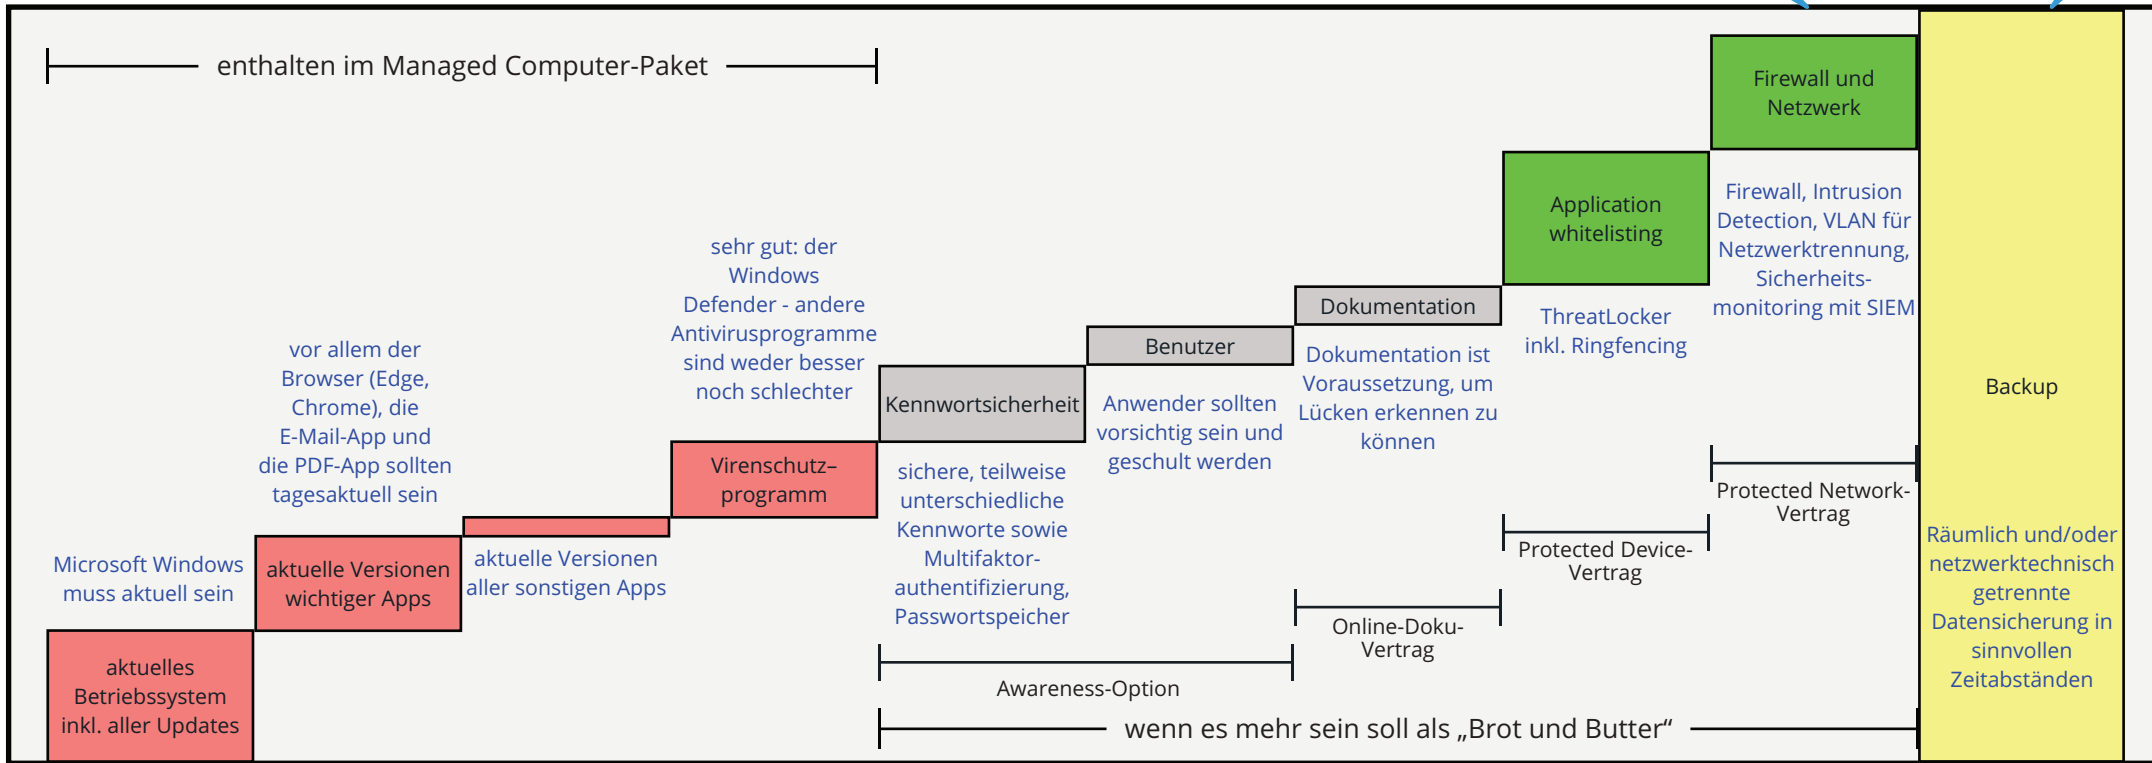 enthalten im Managed Computer-Paket
aktuelles
Betriebssystem
inkl. aller Updates
Microsoft Windows
muss aktuell sein
aktuelle Versionen
wichtiger Apps
vor allem der
Browser (Edge,
Chrome), die
E-Mail-App und
die PDF-App sollten
tagesaktuell sein
aktuelle Versionen
aller sonstigen Apps
Virenschutz–
programm
sehr gut: der
Windows
Defender - andere
Antivirusprogramme
sind weder besser
noch schlechter
Kennwortsicherheit
sichere, teilweise
unterschiedliche
Kennworte sowie
Multifaktor-
authentifizierung,
Passwortspeicher
Benutzer
Anwender sollten
vorsichtig sein und
geschult werden
Awareness-Option
Dokumentation
Dokumentation ist
Voraussetzung, um
Lücken erkennen zu
können
Online-Doku-
Vertrag
Application
whitelisting
ThreatLocker
inkl. Ringfencing
Protected Device-
Vertrag
Firewall und
Netzwerk
Firewall, Intrusion
Detection, VLAN für
Netzwerktrennung,
Sicherheits-
monitoring mit SIEM
Protected Network-
Vertrag
wenn es mehr sein soll als „Brot und Butter“
Backup
Räumlich und/oder
netzwerktechnisch
getrennte
Datensicherung in
sinnvollen
Zeitabständen